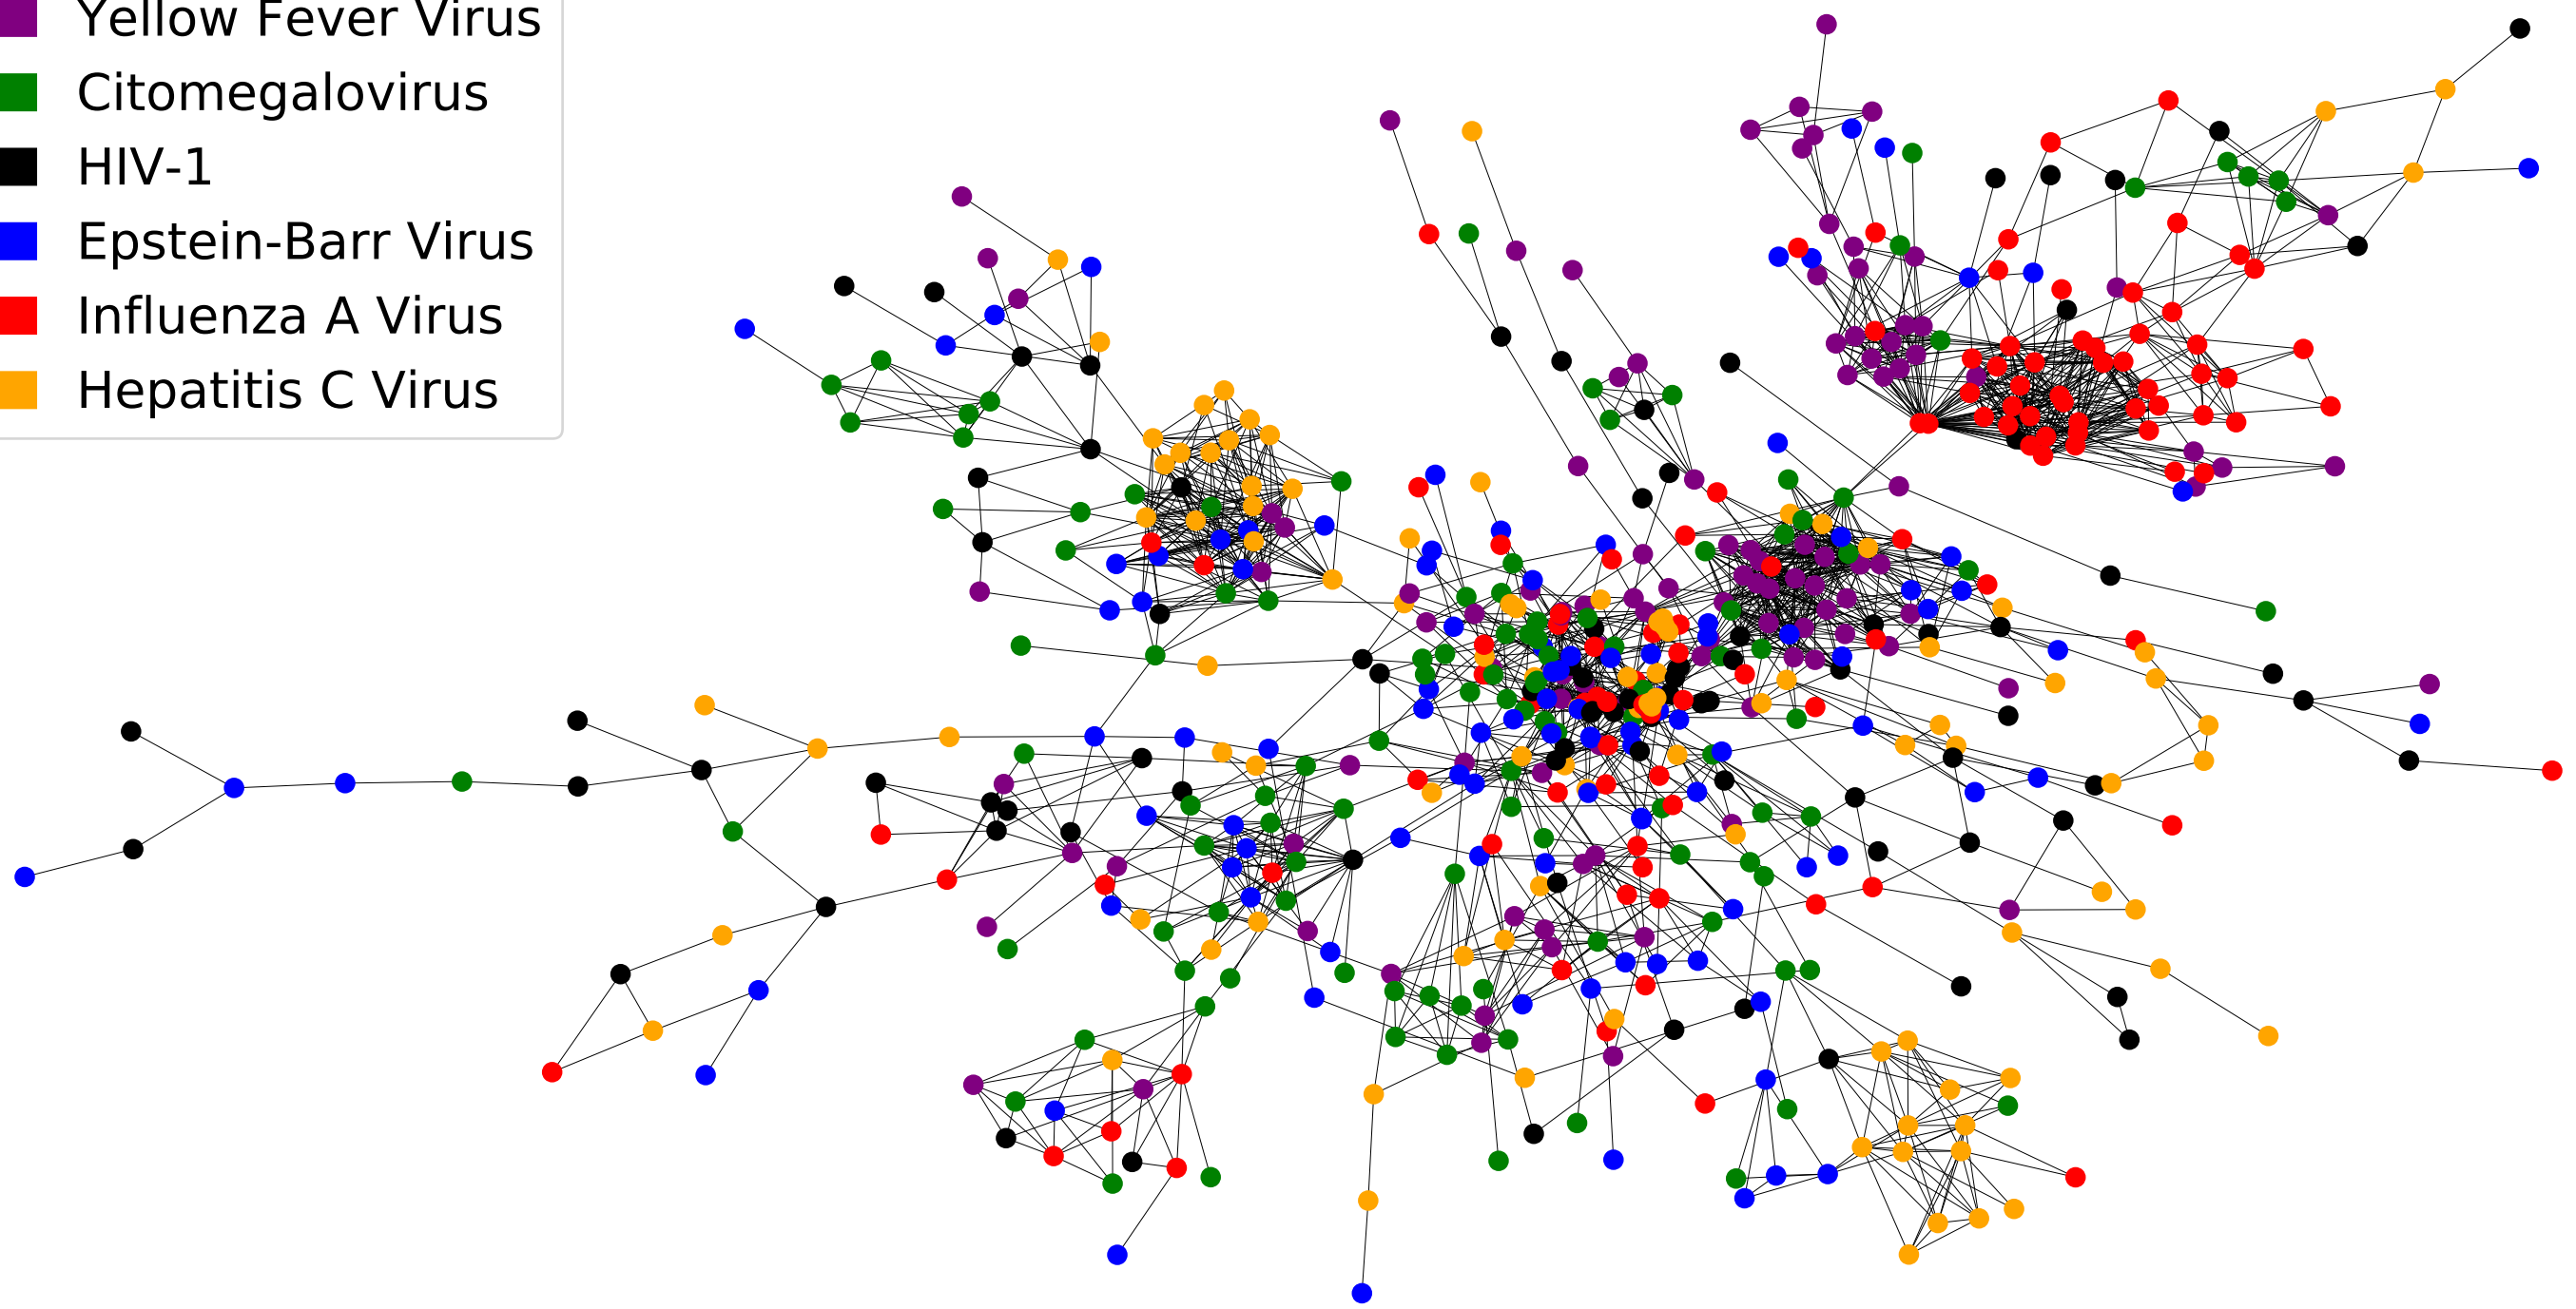 Yellow Fever Virus
Citomegalovirus
HIV-1
Epstein-Barr Virus
Influenza A Virus
Hepatitis C Virus